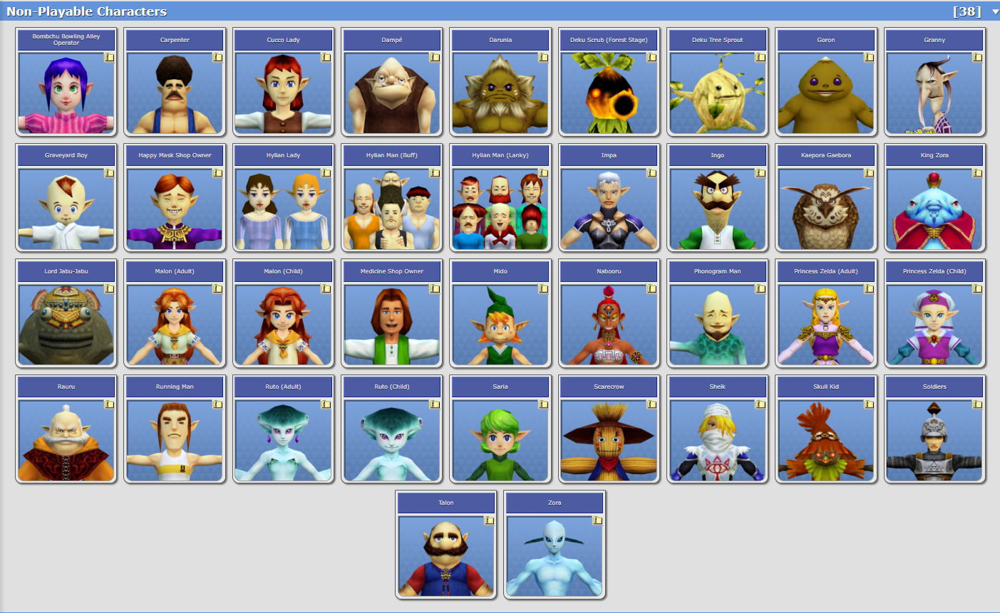 Non-Playable Characters [38]
Bombchu Bowling Alley
Operator
Carpenter
Cucco Lady
Dampé
Darunia
Deku Scrub (Forest Stage)
Deku Tree Sprout
Goron
Granny
Graveyard Boy
Happy Mask Shop Owner
Hylian Lady
Hylian Man (Buff)
Hylian Man (Lanky)
Impa
Ingo
Kaepora Gaebora
King Zora
Lord Jabu-Jabu
Malon (Adult)
Malon (Child)
Medicine Shop Owner
Mido
Nabooru
Phonogram Man
Princess Zelda (Adult)
Princess Zelda (Child)
Rauru
Running Man
Ruto (Adult)
Ruto (Child)
Saria
Scarecrow
Sheik
Skull Kid
Soldiers
Talon
Zora